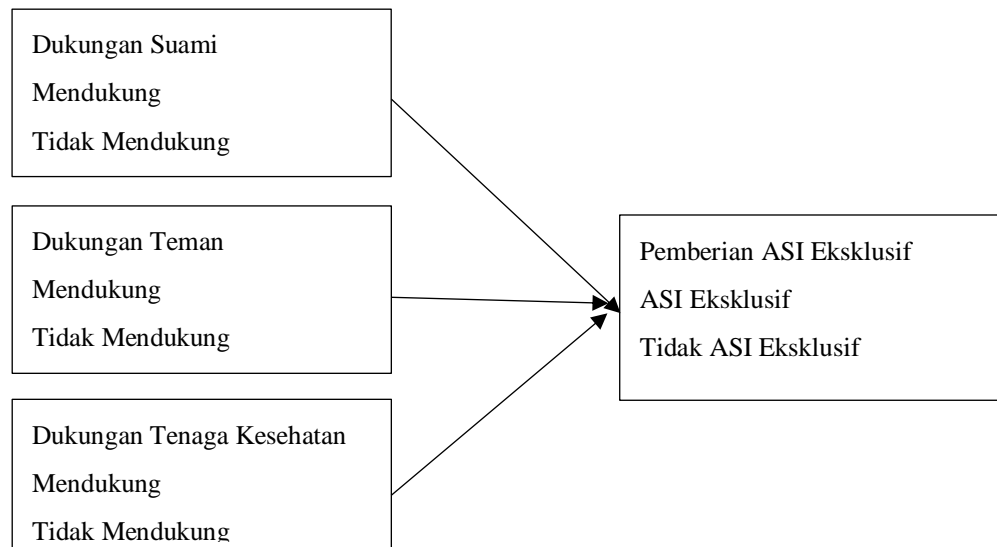 Dukungan Suami
Mendukung
Tidak Mendukung
Dukungan Teman
Mendukung
Tidak Mendukung
Dukungan Tenaga Kesehatan
Mendukung
Tidak Mendukung
Pemberian ASI Eksklusif
ASI Eksklusif
Tidak ASI Eksklusif